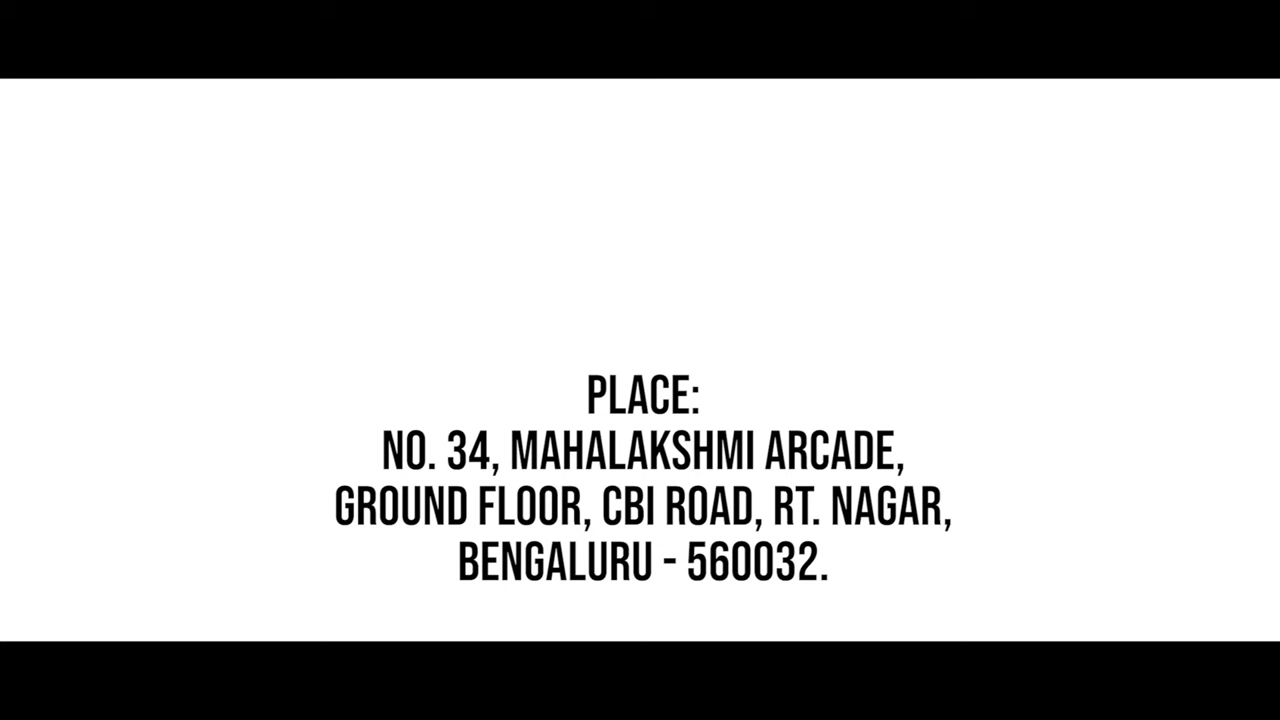 PLACE:
NO. 34, MAHALAKSHMI ARCADE,
GROUND FLOOR, CBI ROAD, RT. NAGAR,
BENGALURU - 560032.